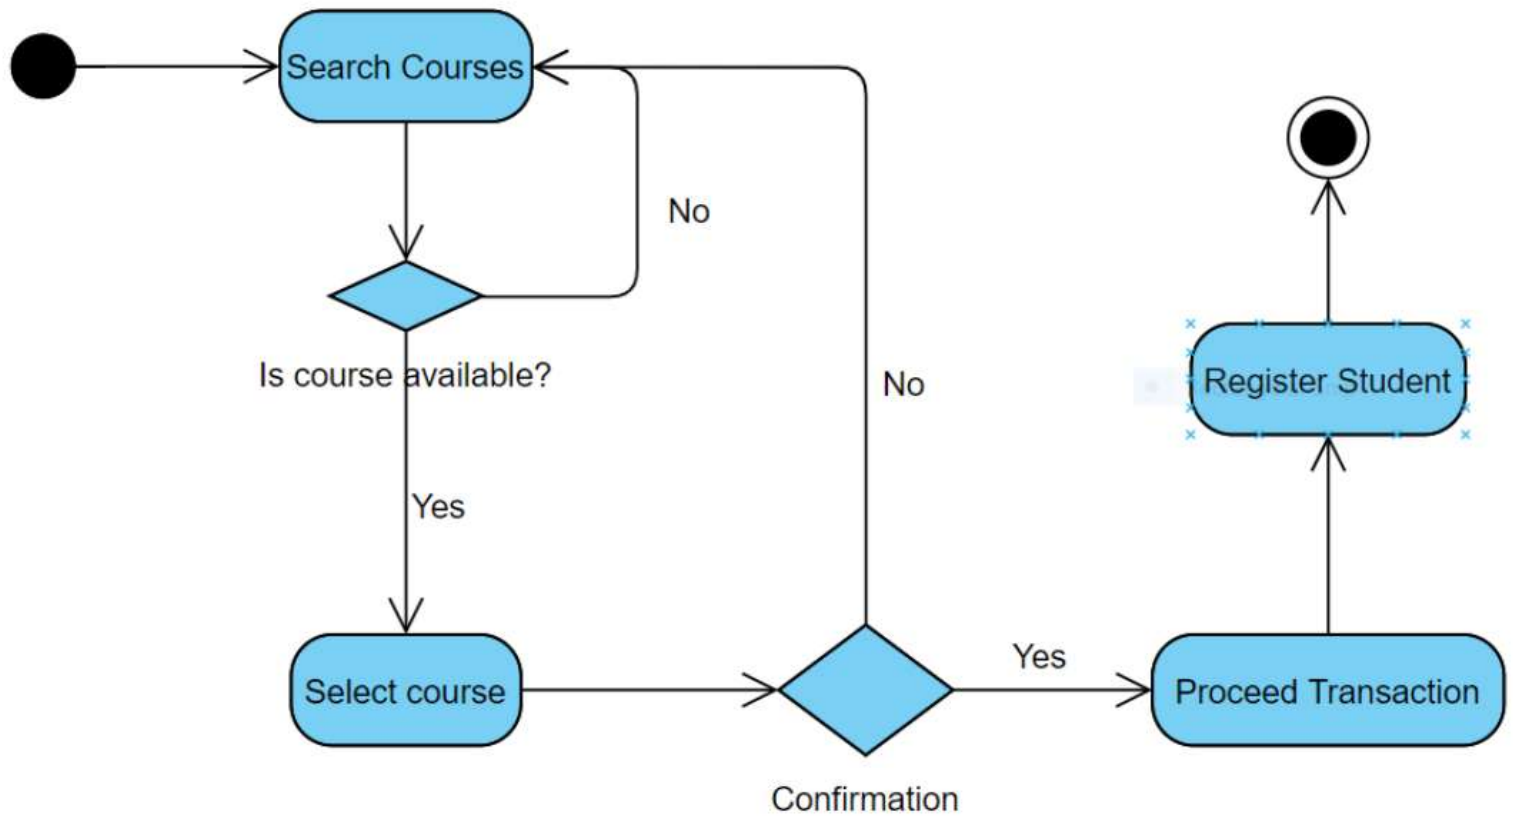 Search Courses
No
Is course available?
No
Register Student
Yes
Yes
Select course
Proceed Transaction
Confirmation